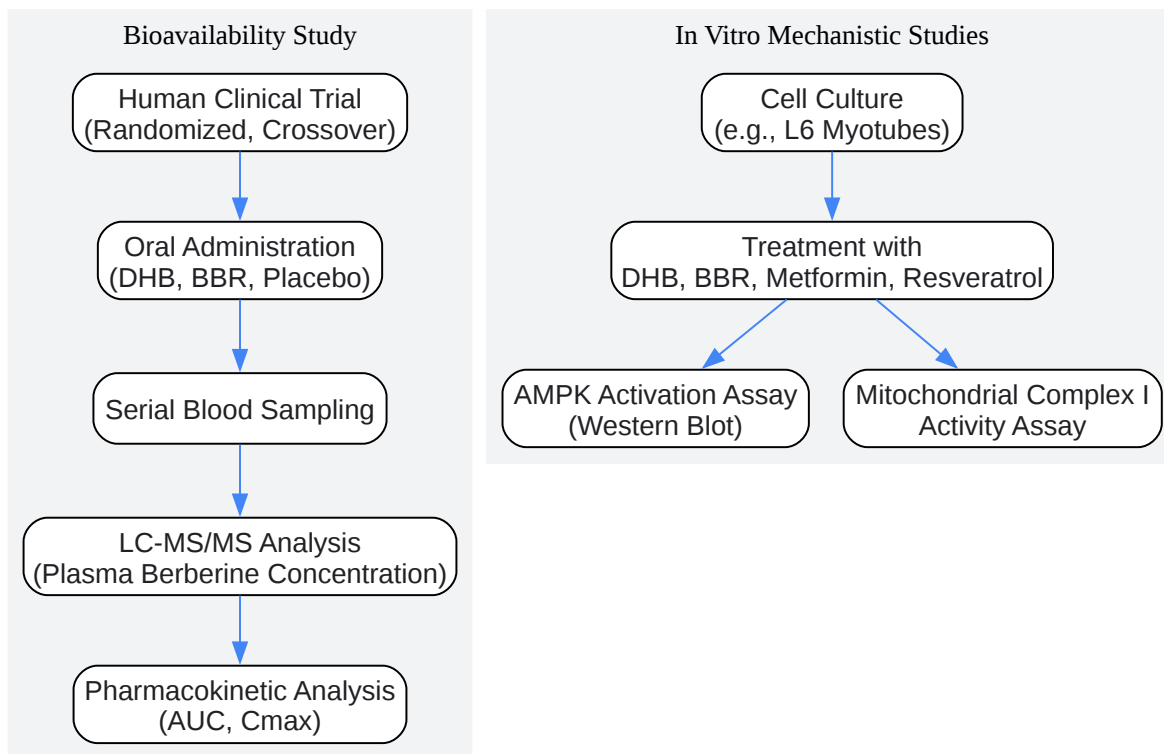 Bioavailability Study
Human Clinical Trial
(Randomized, Crossover)
Oral Administration
(DHB, BBR, Placebo)
Serial Blood Sampling
LC-MS/MS Analysis
(Plasma Berberine Concentration)
Pharmacokinetic Analysis
(AUC, Cmax)
In Vitro Mechanistic Studies
Cell Culture
(e.g., L6 Myotubes)
Treatment with
DHB, BBR, Metformin, Resveratrol
AMPK Activation Assay
(Western Blot)
Mitochondrial Complex I
Activity Assay